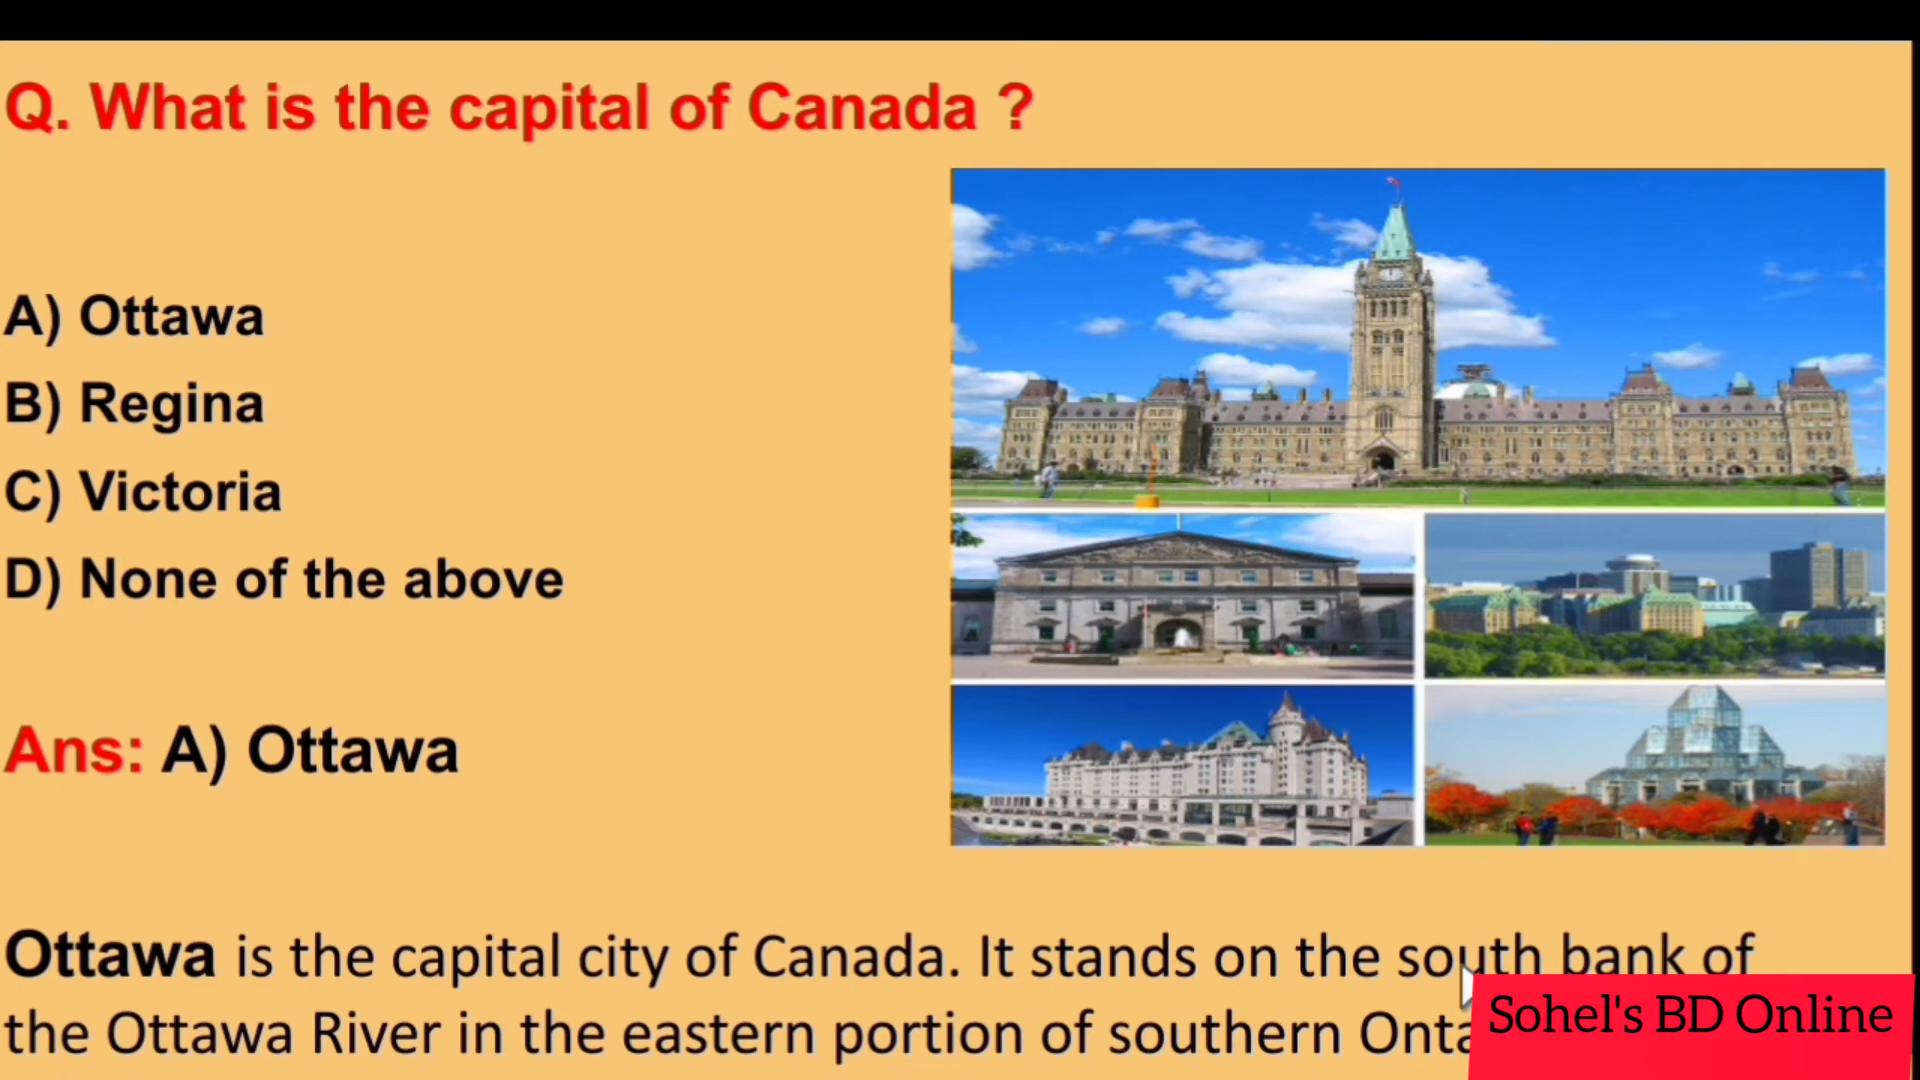 Q. What is the capital of Canada ?
A) Ottawa
B) Regina
C) Victoria
D) None of the above
Ans: A) Ottawa
Ottawa is the capital city of Canada. It stands on the south bank of
the Ottawa River in the eastern portion of southern
Sohel's BD Online